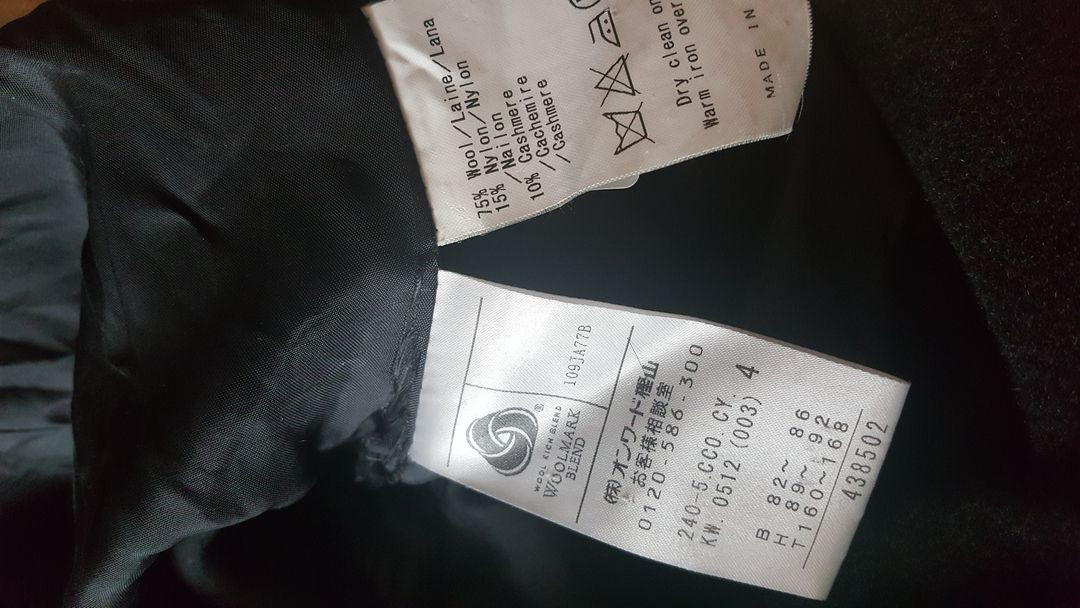 75% Wool/Laine/Lana
15% Nylon/Nylon
/Nailon
10% Cashmere
/Cachemire
/Cashmere
Dry clean on
Warm iron over
MADE IN
®
WOOL RICH BLEND
WOOLMARK
BLEND
109JA77B
(株)オンワード樫山
お客様相談室
0120-586-300
240-5.CCO.CY.
KW.0512(003) 4
B 82~ 86
H 89~ 92
T160~168
438502